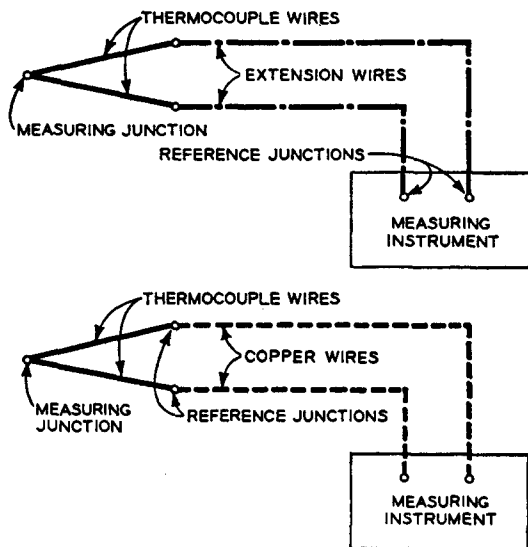 THERMOCOUPLE WIRES
EXTENSION WIRES
MEASURING JUNCTION
REFERENCE JUNCTIONS
MEASURING
INSTRUMENT
THERMOCOUPLE WIRES
COPPER WIRES
MEASURING
JUNCTION
REFERENCE JUNCTIONS
MEASURING
INSTRUMENT